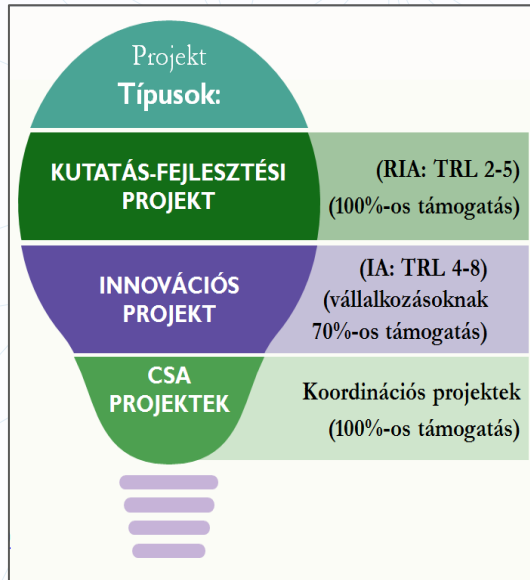 Projekt
Típusok:
KUTATÁS-FEJLESZTÉSI
PROJEKT
(RIA: TRL 2-5)
(100%-os támogatás)
INNOVÁCIÓS
PROJEKT
(IA: TRL 4-8)
(vállalkozásoknak
70%-os támogatás)
CSA
PROJEKTEK
Koordinációs projektek
(100%-os támogatás)